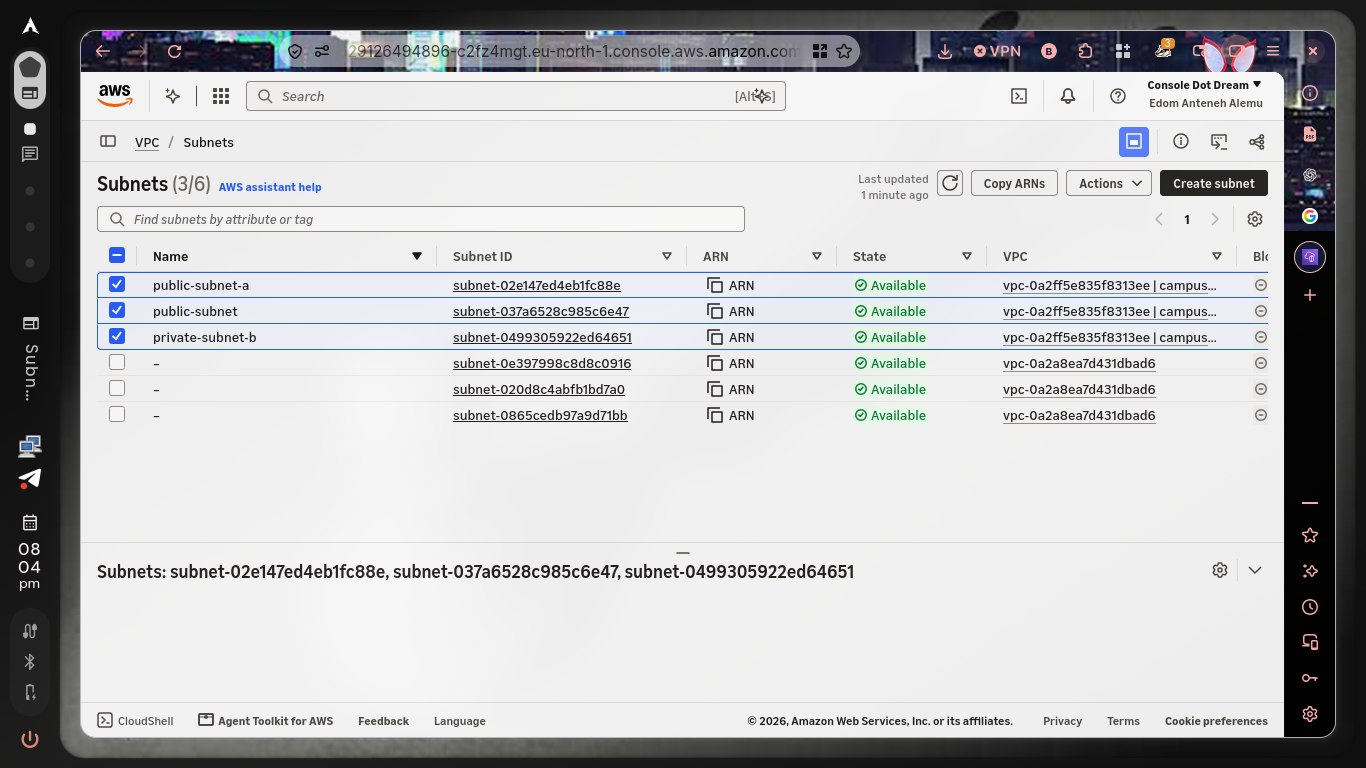 29126494896-c2fz4mgt.eu-north-1.console.aws.amazon.com
VPN
B
3
aws
Search
[Alt+S]
Console Dot Dream
Edom Anteneh Alemu
VPC / Subnets
Subnets (3/6) AWS assistant help
Last updated
1 minute ago
Copy ARNs
Actions
Create subnet
Find subnets by attribute or tag
1
Name Subnet ID ARN State VPC Blo
public-subnet-a subnet-02e147ed4eb1fc88e ARN Available vpc-0a2ff5e835f8313ee | campus...
public-subnet subnet-037a6528c985c6e47 ARN Available vpc-0a2ff5e835f8313ee | campus...
private-subnet-b subnet-0499305922ed64651 ARN Available vpc-0a2ff5e835f8313ee | campus...
– subnet-0e397998c8d8c0916 ARN Available vpc-0a2a8ea7d431dbad6
– subnet-020d8c4abfb1bd7a0 ARN Available vpc-0a2a8ea7d431dbad6
– subnet-0865cedb97a9d71bb ARN Available vpc-0a2a8ea7d431dbad6
Subnets: subnet-02e147ed4eb1fc88e, subnet-037a6528c985c6e47, subnet-0499305922ed64651
CloudShell Agent Toolkit for AWS Feedback Language © 2026, Amazon Web Services, Inc. or its affiliates. Privacy Terms Cookie preferences
Subn...
08
04
pm
PDF
G